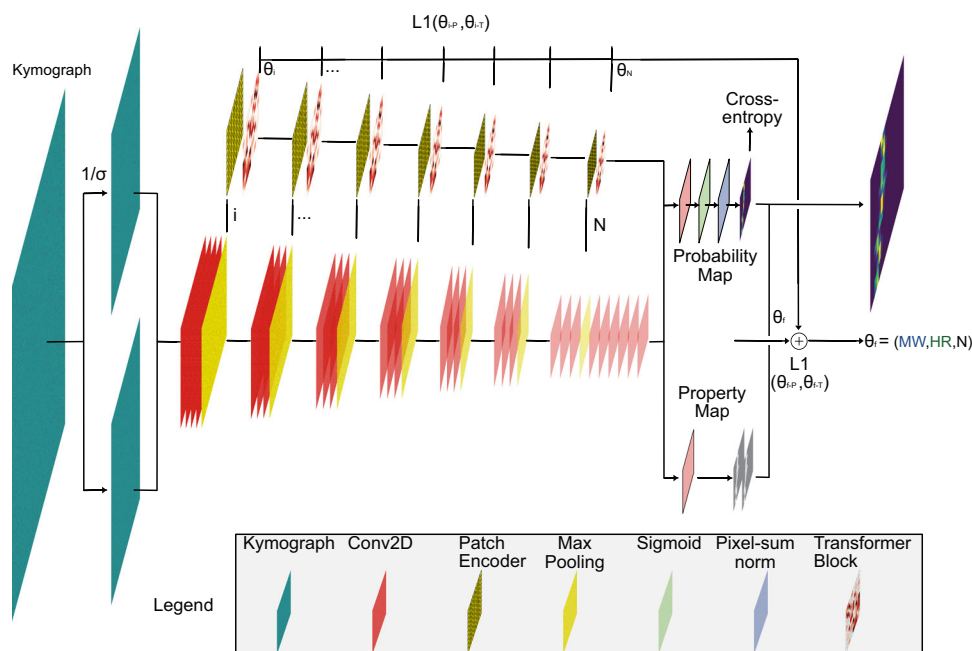 L1(θi-P,θi-T)
Kymograph
θi
...
θN
Cross-
entropy
1/σ
i
...
N
Probability
Map
θf
θf= (MW,HR,N)
L1
(θf-P,θf-T)
Property
Map
Kymograph Conv2D Patch Encoder Max Pooling Sigmoid Pixel-sum norm Transformer Block
Legend